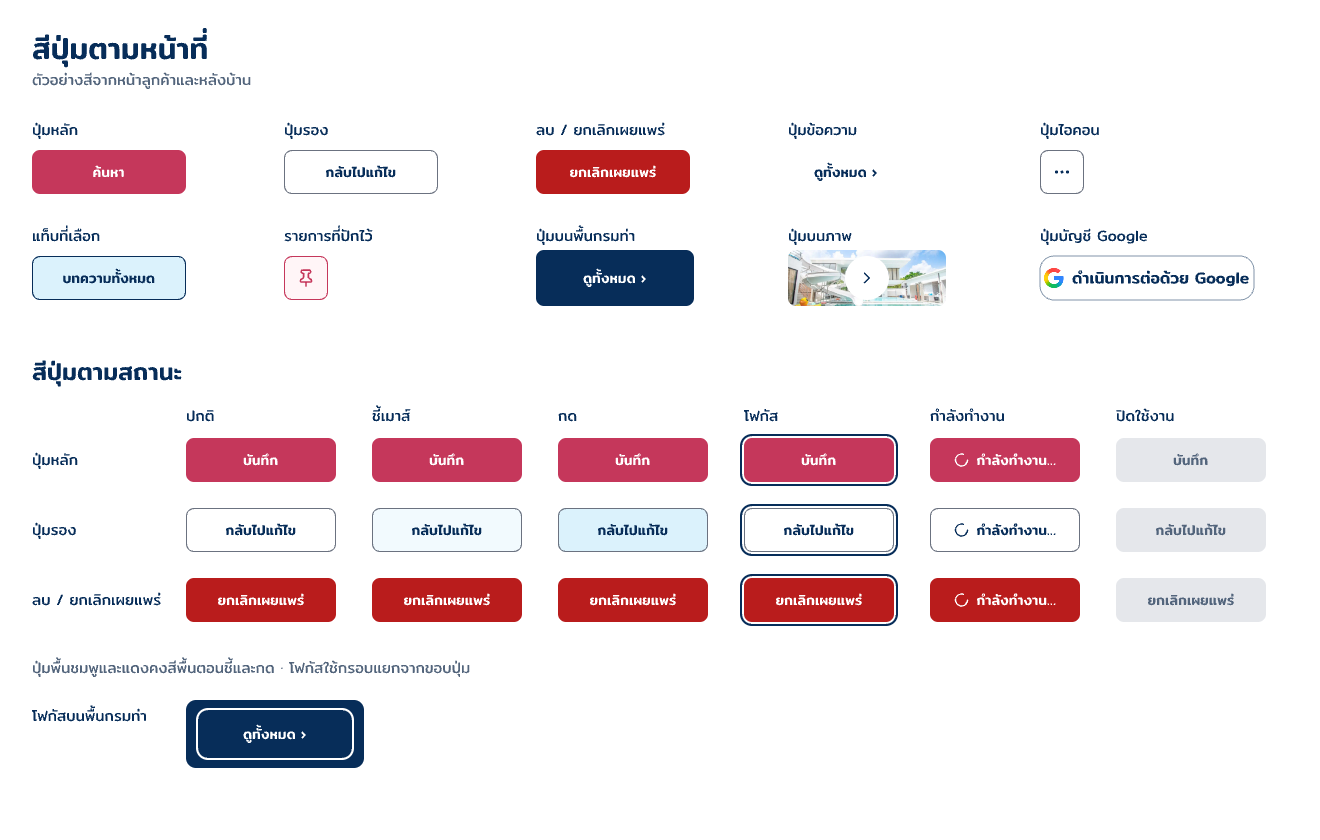 สีปุ่มตามหน้าที่
ตัวอย่างสีจากหน้าลูกค้าและหลังบ้าน
ปุ่มหลัก ปุ่มรอง ลบ / ยกเลิกเผยแพร่ ปุ่มข้อความ ปุ่มไอคอน
ค้นหา กลับไปแก้ไข ยกเลิกเผยแพร่ ดูทั้งหมด › ···
แท็บที่เลือก รายการที่ปักไว้ ปุ่มบนพื้นกรมท่า ปุ่มบนภาพ ปุ่มบัญชี Google
บทความทั้งหมด ดูทั้งหมด › ดำเนินการต่อด้วย Google
สีปุ่มตามสถานะ
ปกติ ชี้เมาส์ กด โฟกัส กำลังทำงาน ปิดใช้งาน
ปุ่มหลัก บันทึก บันทึก บันทึก บันทึก กำลังทำงาน... บันทึก
ปุ่มรอง กลับไปแก้ไข กลับไปแก้ไข กลับไปแก้ไข กลับไปแก้ไข กำลังทำงาน... กลับไปแก้ไข
ลบ / ยกเลิกเผยแพร่ ยกเลิกเผยแพร่ ยกเลิกเผยแพร่ ยกเลิกเผยแพร่ ยกเลิกเผยแพร่ กำลังทำงาน... ยกเลิกเผยแพร่
ปุ่มพื้นชมพูและแดงคงสีพื้นตอนชี้และกด · โฟกัสใช้กรอบแยกจากขอบปุ่ม
โฟกัสบนพื้นกรมท่า ดูทั้งหมด ›